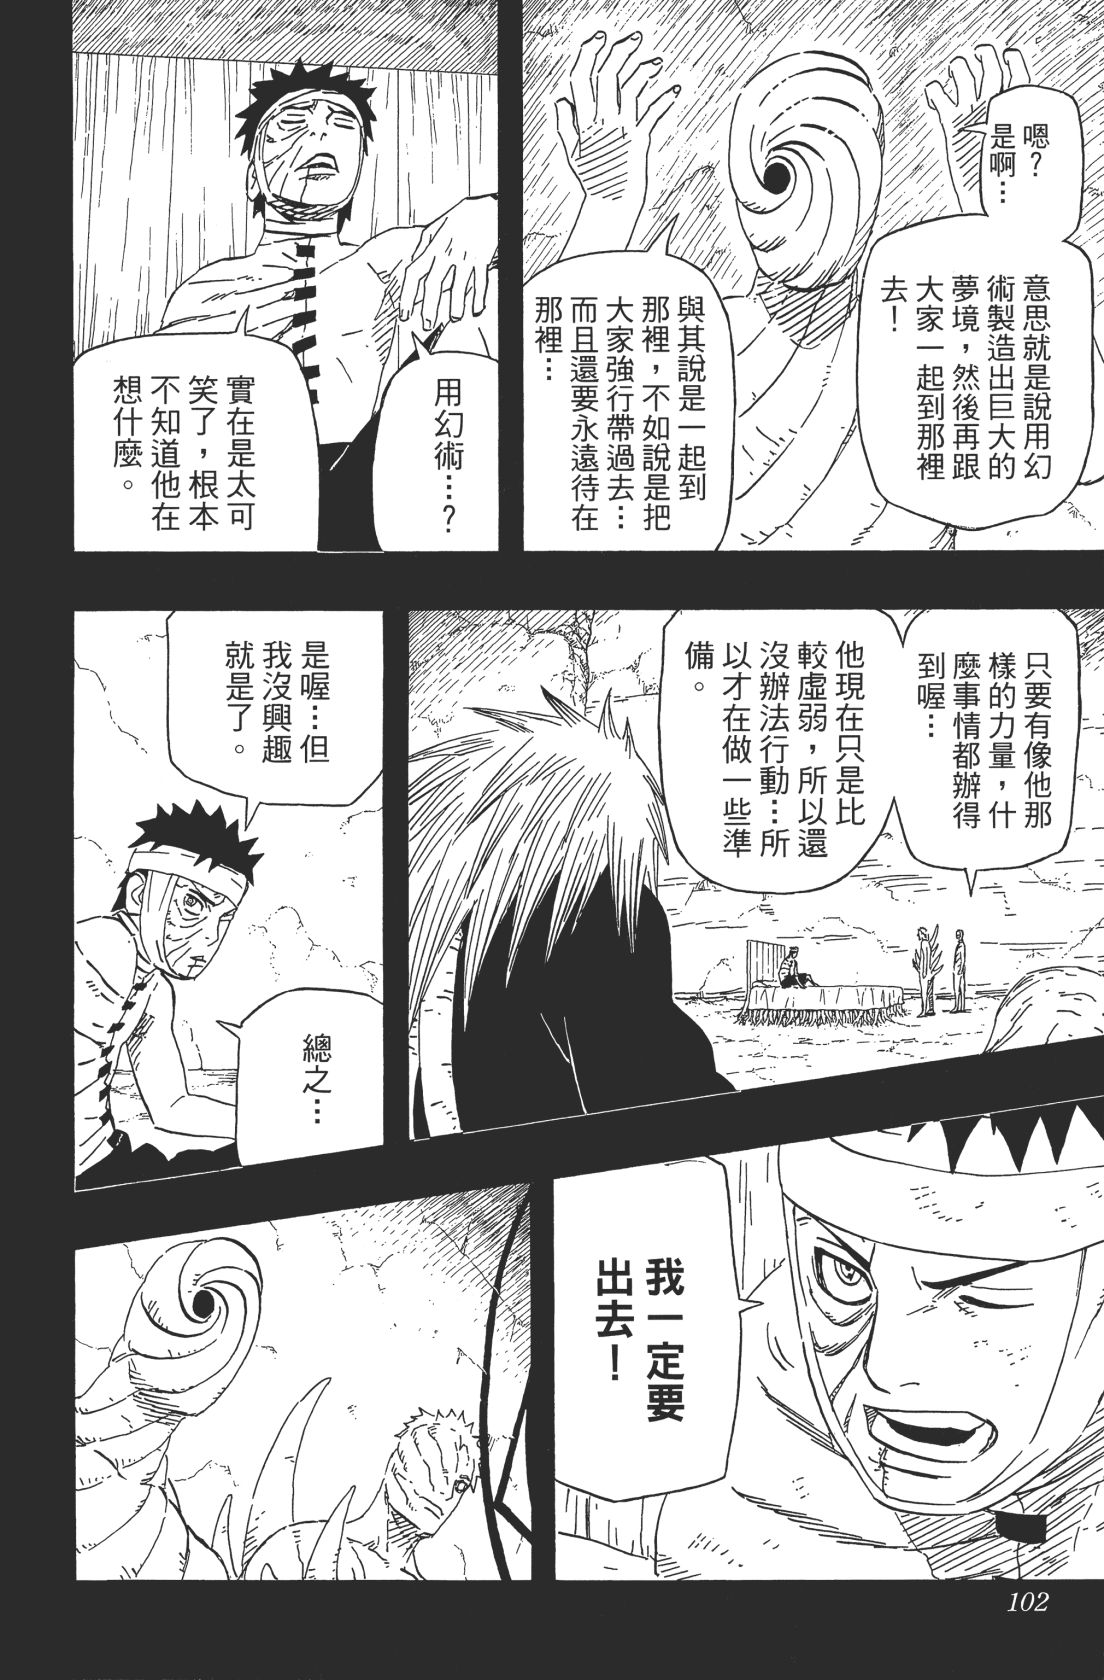 嗯？
是啊…
意思就是說用幻
術製造出巨大的
夢境，然後再跟
大家一起到那裡
去！
與其說是一起到
那裡，不如說是把
大家強行帶過去…
而且還要永遠待在
那裡…
用幻術…？
實在是太可
笑了，根本
不知道他在
想什麼。
只要有像他那
樣的力量，什
麼事情都辦得
到喔…
他現在只是比
較虛弱，所以還
沒辦法行動…所
以才在做一些準
備。
是喔…但
我沒興趣
就是了。
總之…
我一定要
出去！
102